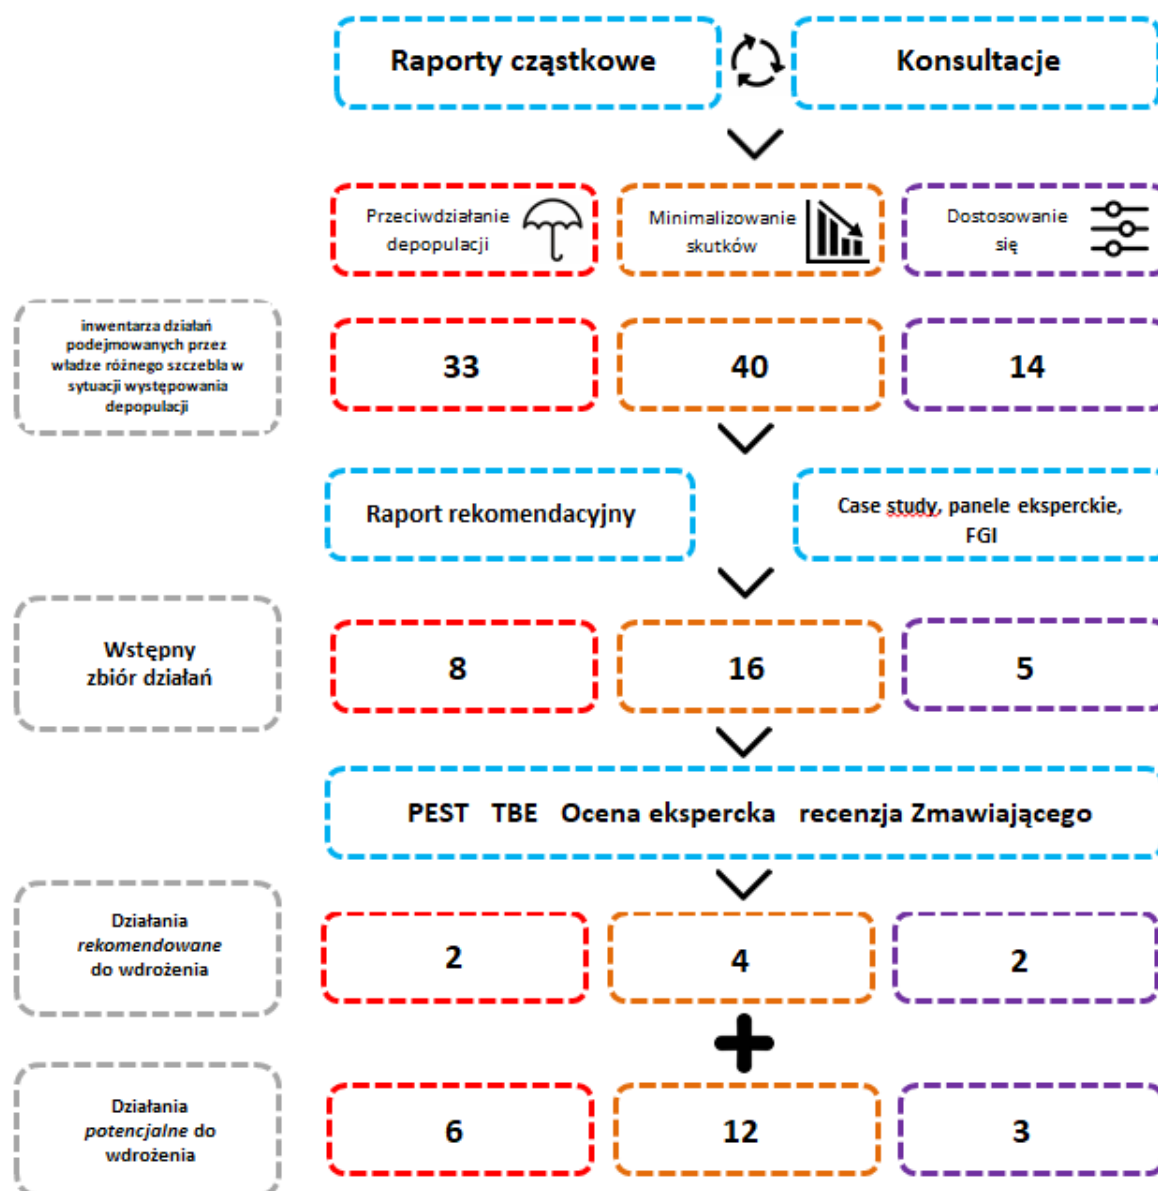 Raporty cząstkowe
Konsultacje
Przeciwdziałanie
depopulacji
Minimalizowanie
skutków
Dostosowanie
się
inwentarza działań
podejmowanych przez
władze różnego szczebla w
sytuacji występowania
depopulacji
33
40
14
Raport rekomendacyjny
Case study, panele eksperckie,
FGI
Wstępny
zbiór działań
8
16
5
PEST TBE Ocena ekspercka recenzja Zmawiającego
Działania
rekomendowane
do wdrożenia
2
4
2
Działania
potencjalne do
wdrożenia
6
12
3